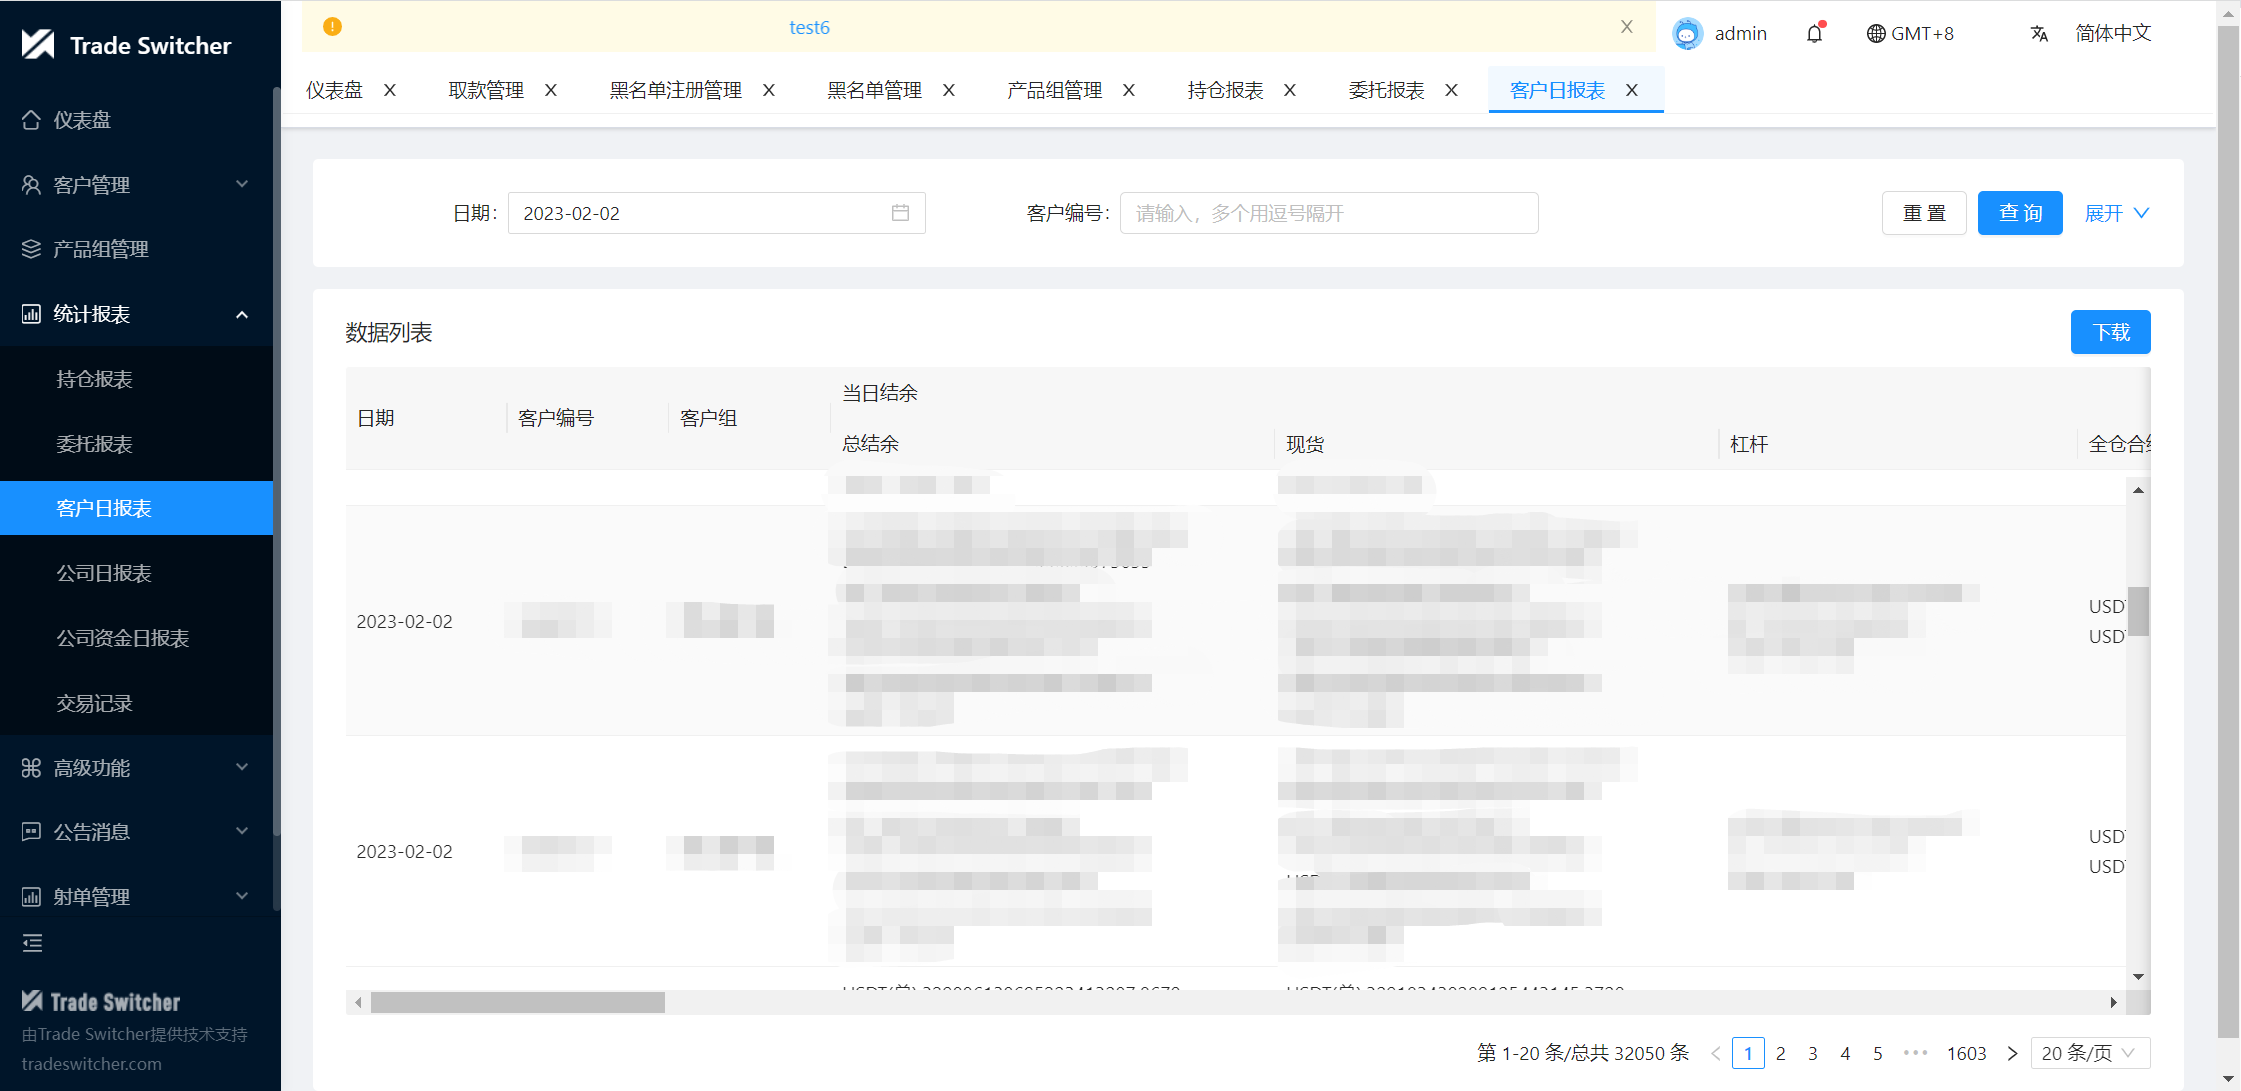 Trade Switcher
test6
admin
GMT+8
简体中文
仪表盘 X
取款管理 X
黑名单注册管理 X
黑名单管理 X
产品组管理 X
持仓报表 X
委托报表 X
客户日报表 X
仪表盘
客户管理
产品组管理
统计报表
持仓报表
委托报表
客户日报表
公司日报表
公司资金日报表
交易记录
高级功能
公告消息
射单管理
Trade Switcher
由Trade Switcher提供技术支持
tradeswitcher.com
日期: 2023-02-02
客户编号: 请输入，多个用逗号隔开
重 置
查 询
展开
数据列表
下载
日期
客户编号
客户组
当日结余
总结余
现货
杠杆
全仓合
2023-02-02
USD
USD
2023-02-02
USD
USD
第 1-20 条/总共 32050 条
1 2 3 4 5 ••• 1603
20 条/页